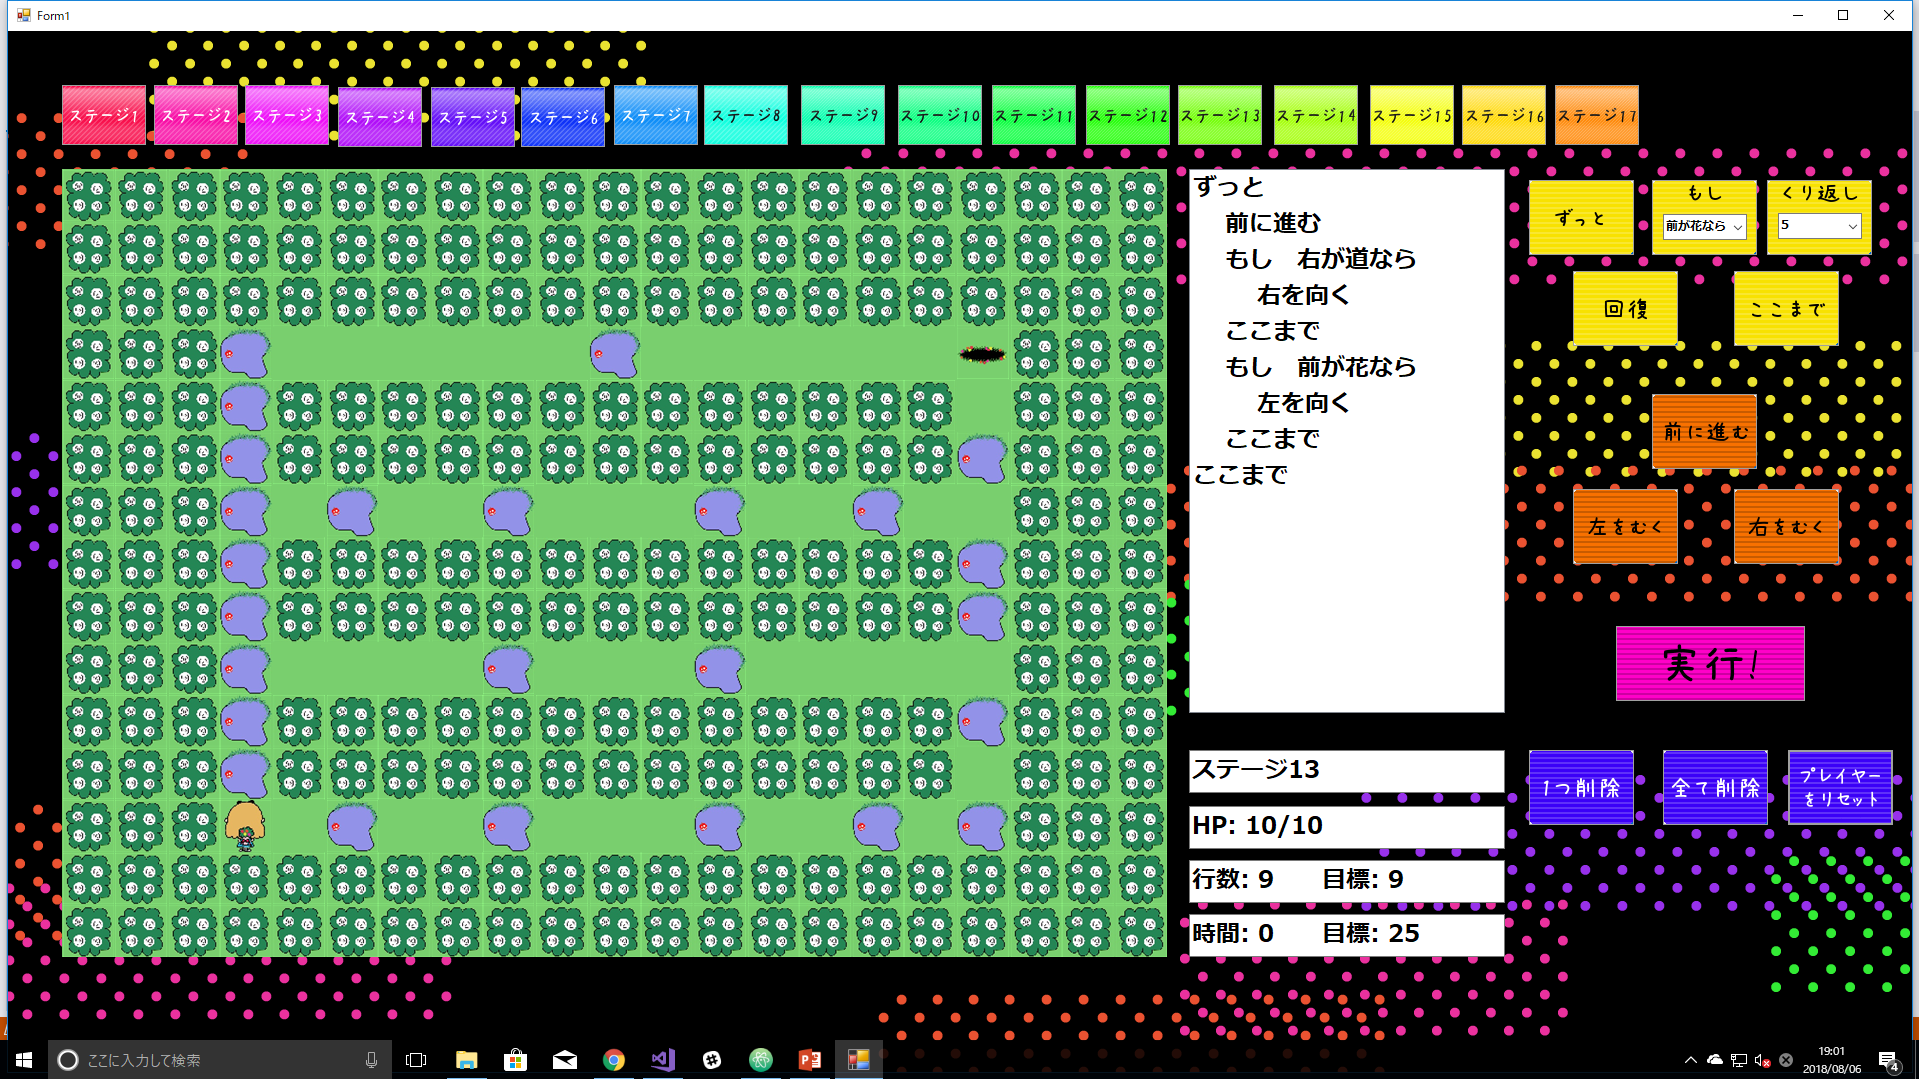 Form1
ステージ1
ステージ2
ステージ3
ステージ4
ステージ5
ステージ6
ステージ7
ステージ8
ステージ9
ステージ10
ステージ11
ステージ12
ステージ13
ステージ14
ステージ15
ステージ16
ステージ17
ずっと
前に進む
もし　右が道なら
右を向く
ここまで
もし　前が花なら
左を向く
ここまで
ここまで
ずっと
もし
前が花なら
くり返し
5
回復
ここまで
前に進む
左をむく
右をむく
実行!
ステージ13
HP: 10/10
行数: 9　　目標: 9
時間: 0　　目標: 25
1つ削除
全て削除
プレイヤー
をリセット
ここに入力して検索
19:01
2018/08/06
4